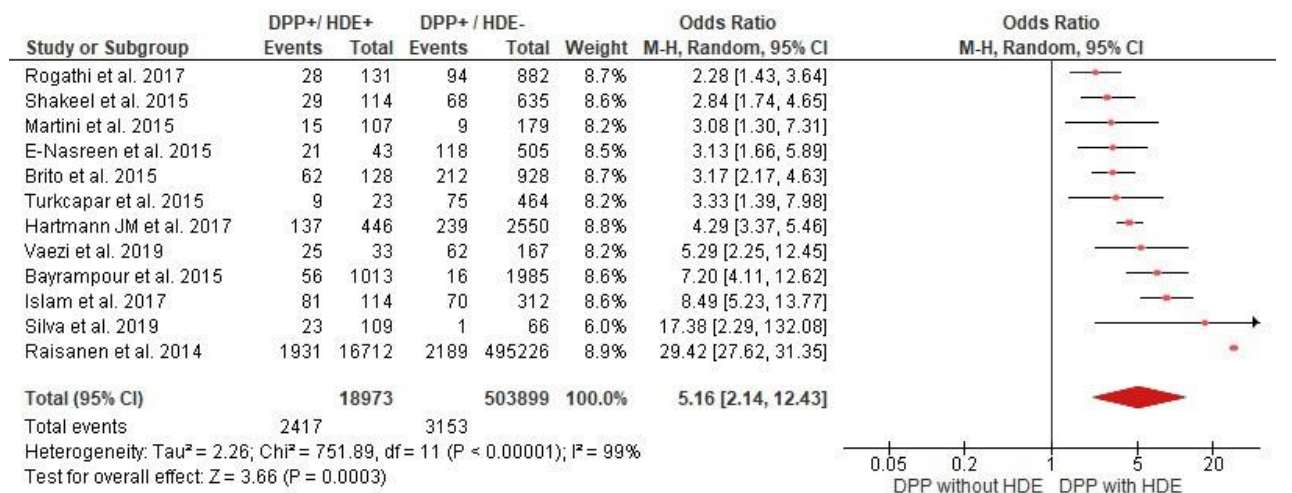 DPP+/ HDE+ DPP+ / HDE- Odds Ratio Odds Ratio
Study or Subgroup Events Total Events Total Weight M-H, Random, 95% CI M-H, Random, 95% CI
Rogathi et al. 2017 28 131 94 882 8.7% 2.28 [1.43, 3.64]
Shakeel et al. 2015 29 114 68 635 8.6% 2.84 [1.74, 4.65]
Martini et al. 2015 15 107 9 179 8.2% 3.08 [1.30, 7.31]
E-Nasreen et al. 2015 21 43 118 505 8.5% 3.13 [1.66, 5.89]
Brito et al. 2015 62 128 212 928 8.7% 3.17 [2.17, 4.63]
Turkcapar et al. 2015 9 23 75 464 8.2% 3.33 [1.39, 7.98]
Hartmann JM et al. 2017 137 446 239 2550 8.8% 4.29 [3.37, 5.46]
Vaezi et al. 2019 25 33 62 167 8.2% 5.29 [2.25, 12.45]
Bayrampour et al. 2015 56 1013 16 1985 8.6% 7.20 [4.11, 12.62]
Islam et al. 2017 81 114 70 312 8.6% 8.49 [5.23, 13.77]
Silva et al. 2019 23 109 1 66 6.0% 17.38 [2.29, 132.08]
Raisanen et al. 2014 1931 16712 2189 495226 8.9% 29.42 [27.62, 31.35]
Total (95% CI) 18973 503899 100.0% 5.16 [2.14, 12.43]
Total events 2417 3153
Heterogeneity: Tau² = 2.26; Chi² = 751.89, df = 11 (P < 0.00001); I² = 99%
Test for overall effect: Z = 3.66 (P = 0.0003)
0.05 0.2 1 5 20
DPP without HDE DPP with HDE